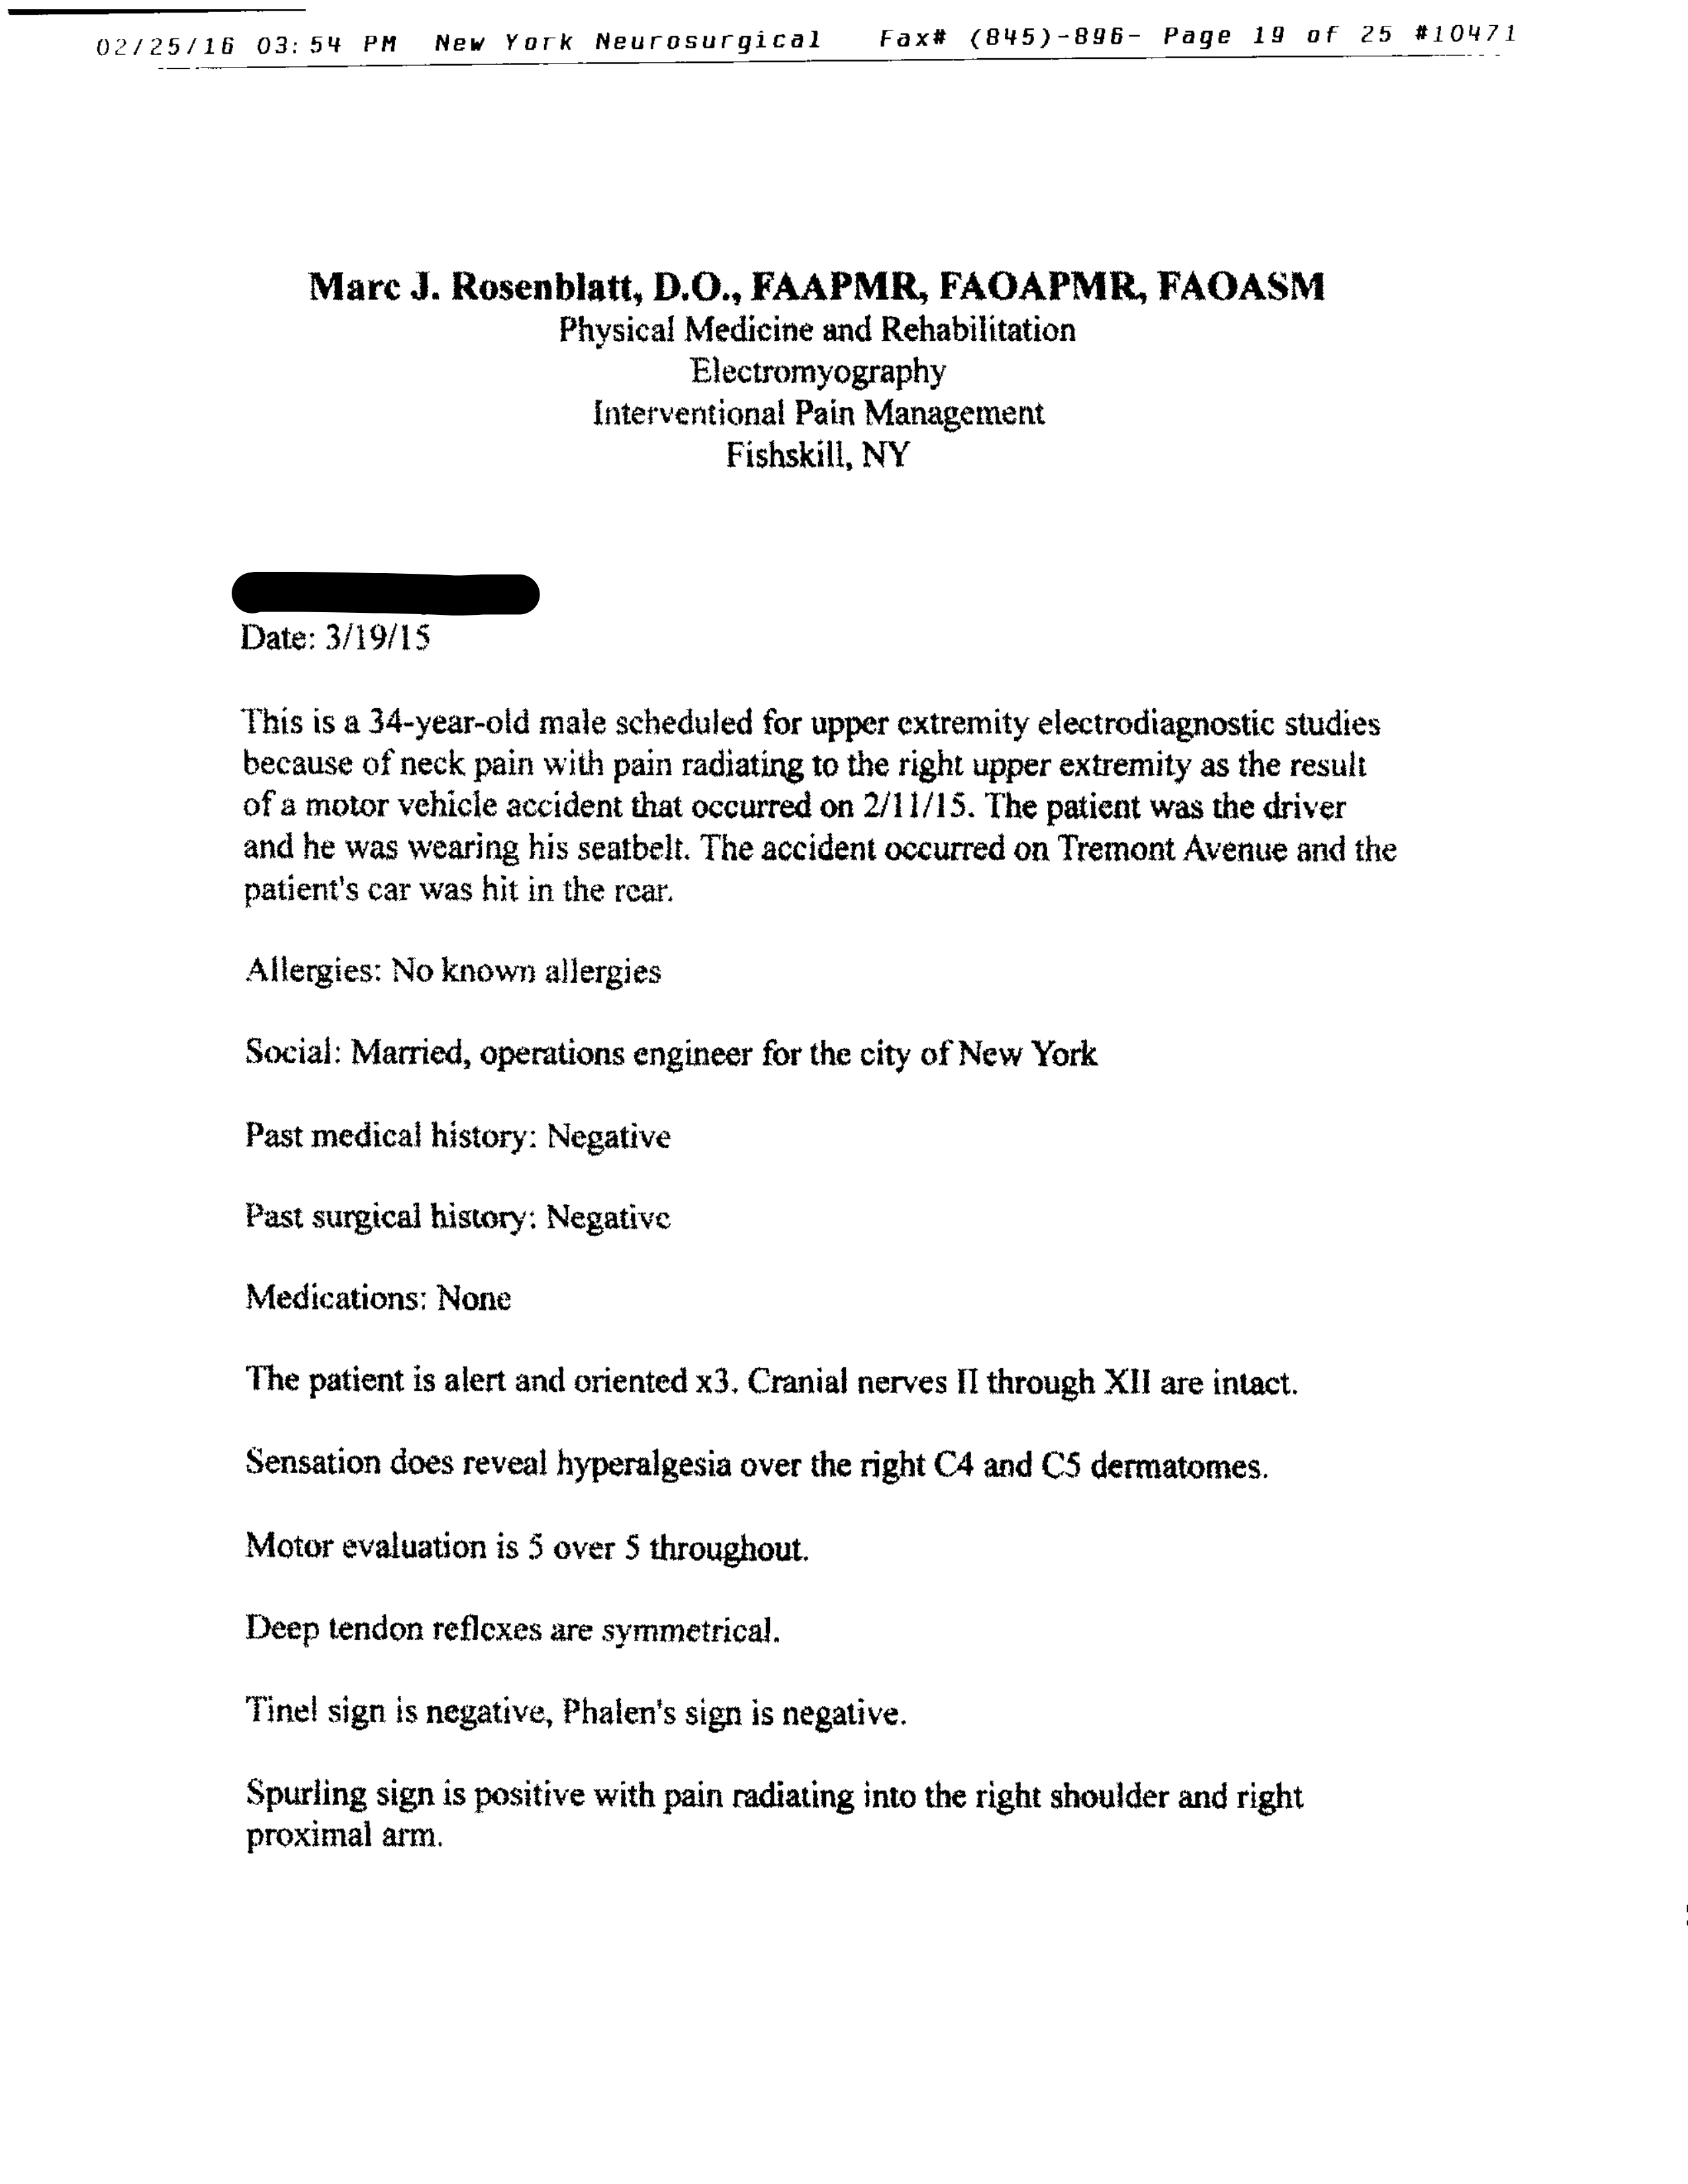 02/25/16 03:54 PM New York Neurosurgical Fax# (845)-896- Page 19 of 25 #10471
Marc J. Rosenblatt, D.O., FAAPMR, FAOAPMR, FAOASM
Physical Medicine and Rehabilitation
Electromyography
Interventional Pain Management
Fishskill, NY
Date: 3/19/15
This is a 34-year-old male scheduled for upper extremity electrodiagnostic studies
because of neck pain with pain radiating to the right upper extremity as the result
of a motor vehicle accident that occurred on 2/11/15. The patient was the driver
and he was wearing his seatbelt. The accident occurred on Tremont Avenue and the
patient's car was hit in the rear.
Allergies: No known allergies
Social: Married, operations engineer for the city of New York
Past medical history: Negative
Past surgical history: Negative
Medications: None
The patient is alert and oriented x3. Cranial nerves II through XII are intact.
Sensation does reveal hyperalgesia over the right C4 and C5 dermatomes.
Motor evaluation is 5 over 5 throughout.
Deep tendon reflexes are symmetrical.
Tinel sign is negative, Phalen's sign is negative.
Spurling sign is positive with pain radiating into the right shoulder and right
proximal arm.